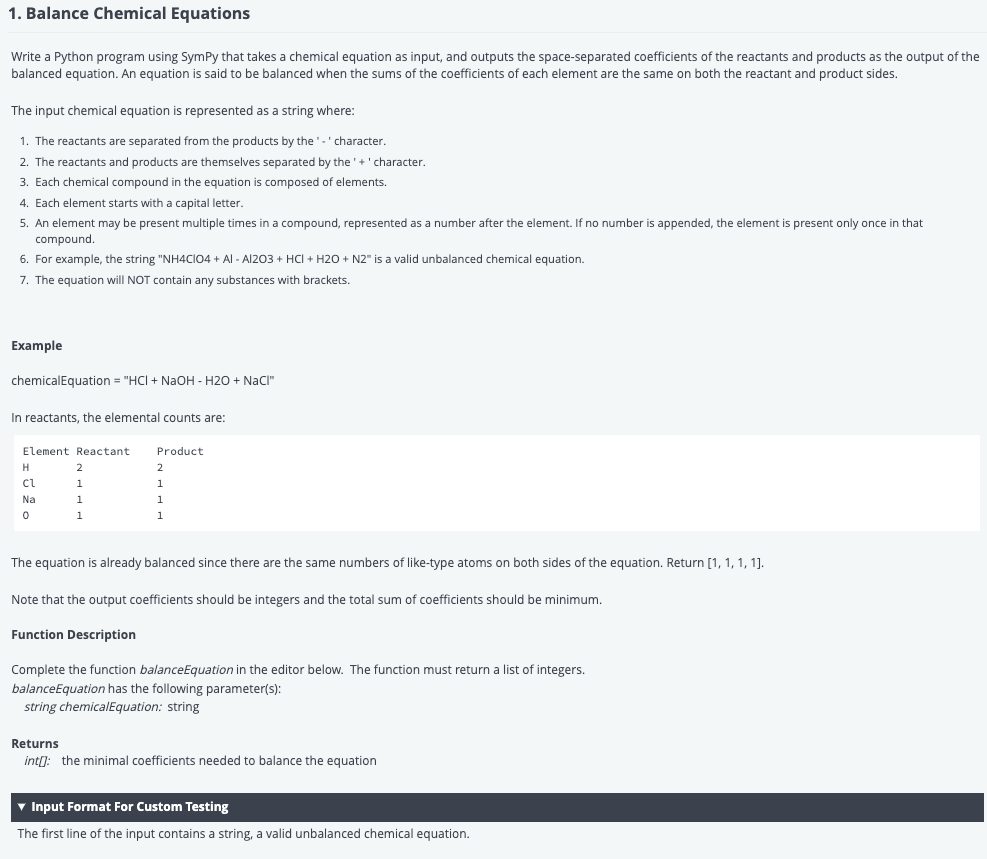 1. Balance Chemical Equations
Write a Python program using SymPy that takes a chemical equation as input, and outputs the space-separated coefficients of the reactants and products as the output of the
balanced equation. An equation is said to be balanced when the sums of the coefficients of each element are the same on both the reactant and product sides.
The input chemical equation is represented as a string where:
1. The reactants are separated from the products by the ' - ' character.
2. The reactants and products are themselves separated by the ' + ' character.
3. Each chemical compound in the equation is composed of elements.
4. Each element starts with a capital letter.
5. An element may be present multiple times in a compound, represented as a number after the element. If no number is appended, the element is present only once in that
compound.
6. For example, the string "NH4ClO4 + Al - Al2O3 + HCl + H2O + N2" is a valid unbalanced chemical equation.
7. The equation will NOT contain any substances with brackets.
Example
chemicalEquation = "HCl + NaOH - H2O + NaCl"
In reactants, the elemental counts are:
Element Reactant Product
H 2 2
Cl 1 1
Na 1 1
O 1 1
The equation is already balanced since there are the same numbers of like-type atoms on both sides of the equation. Return [1, 1, 1, 1].
Note that the output coefficients should be integers and the total sum of coefficients should be minimum.
Function Description
Complete the function balanceEquation in the editor below. The function must return a list of integers.
balanceEquation has the following parameter(s):
string chemicalEquation: string
Returns
int[]: the minimal coefficients needed to balance the equation
▼ Input Format For Custom Testing
The first line of the input contains a string, a valid unbalanced chemical equation.